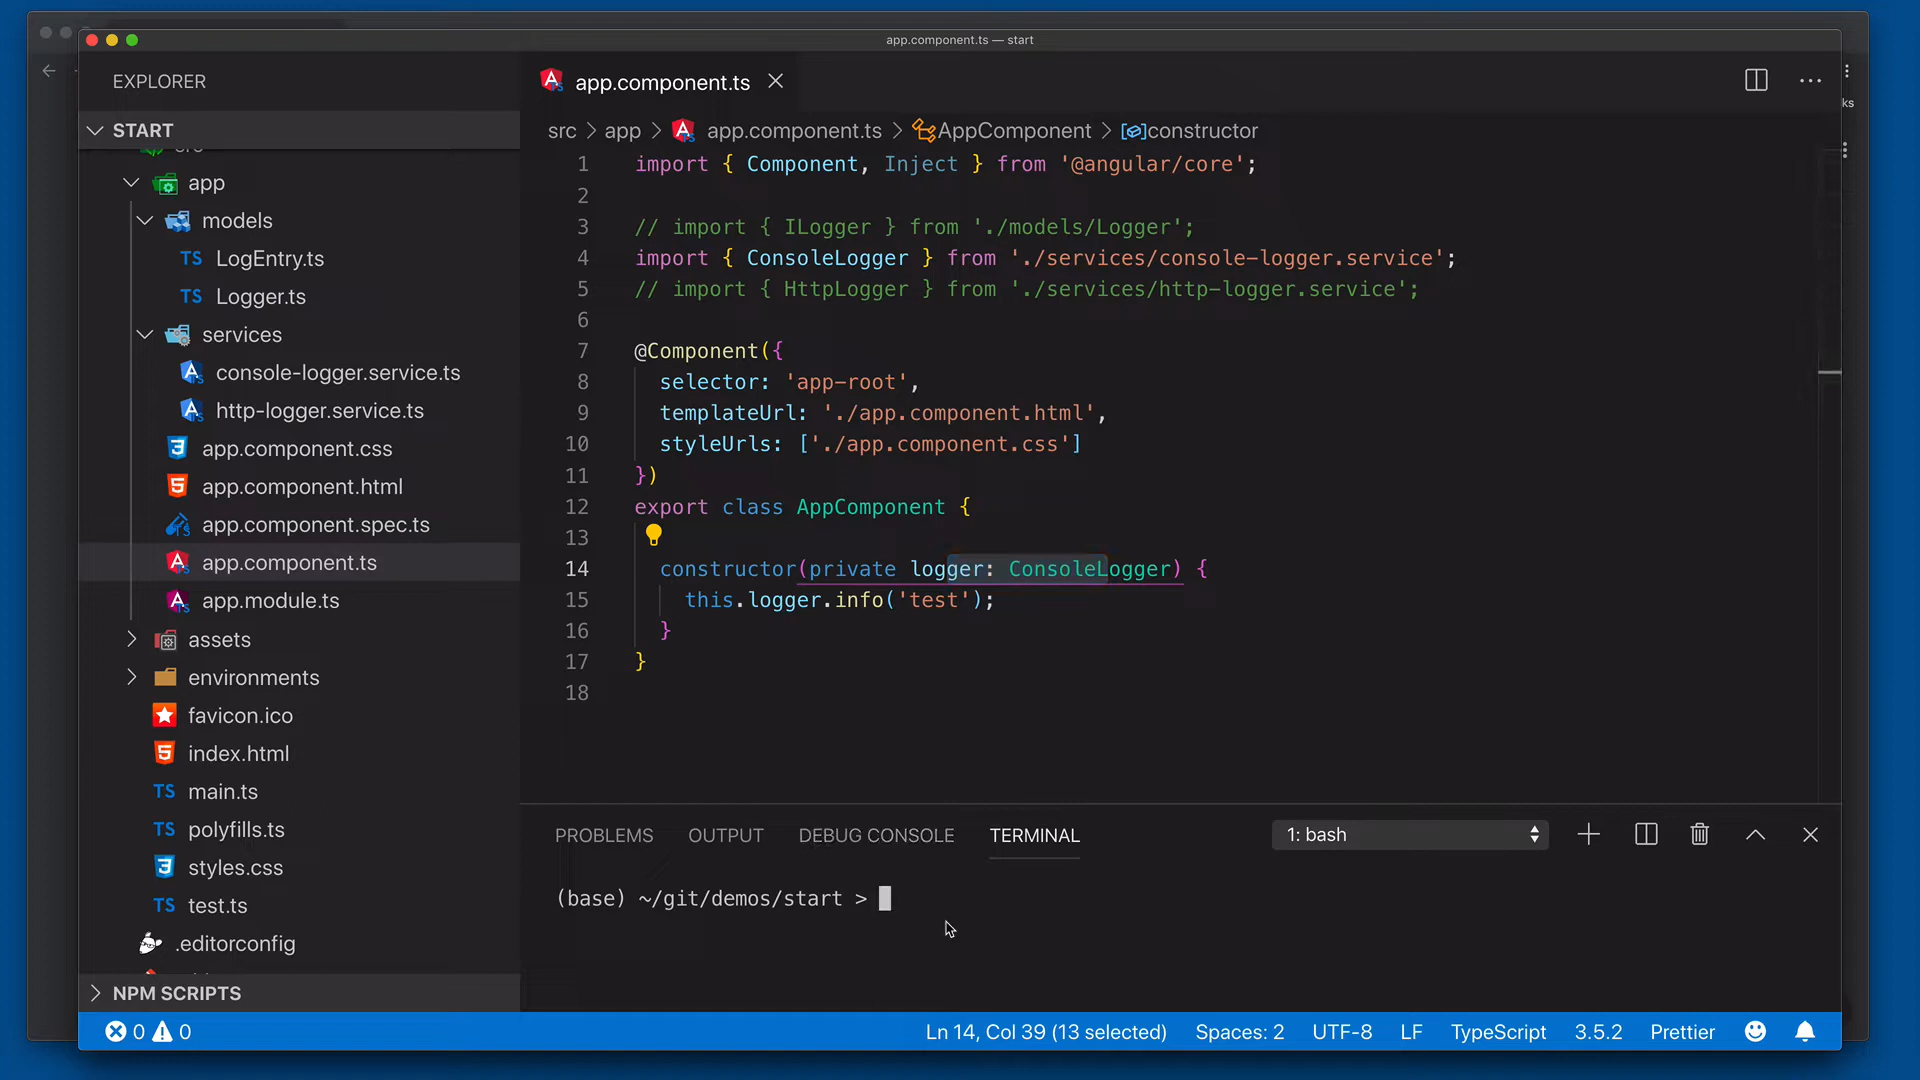 app.component.ts — start
EXPLORER
START
src
app
models
TS LogEntry.ts
TS Logger.ts
services
console-logger.service.ts
http-logger.service.ts
app.component.css
app.component.html
app.component.spec.ts
app.component.ts
app.module.ts
assets
environments
favicon.ico
index.html
TS main.ts
TS polyfills.ts
styles.css
TS test.ts
.editorconfig
NPM SCRIPTS
app.component.ts
src > app > app.component.ts > AppComponent > constructor
1 import { Component, Inject } from '@angular/core';
2
3 // import { ILogger } from './models/Logger';
4 import { ConsoleLogger } from './services/console-logger.service';
5 // import { HttpLogger } from './services/http-logger.service';
6
7 @Component({
8 selector: 'app-root',
9 templateUrl: './app.component.html',
10 styleUrls: ['./app.component.css']
11 })
12 export class AppComponent {
13
14 constructor(private logger: ConsoleLogger) {
15 this.logger.info('test');
16 }
17 }
18
ks
PROBLEMS OUTPUT DEBUG CONSOLE TERMINAL 1: bash
(base) ~/git/demos/start >
0 0 Ln 14, Col 39 (13 selected) Spaces: 2 UTF-8 LF TypeScript 3.5.2 Prettier